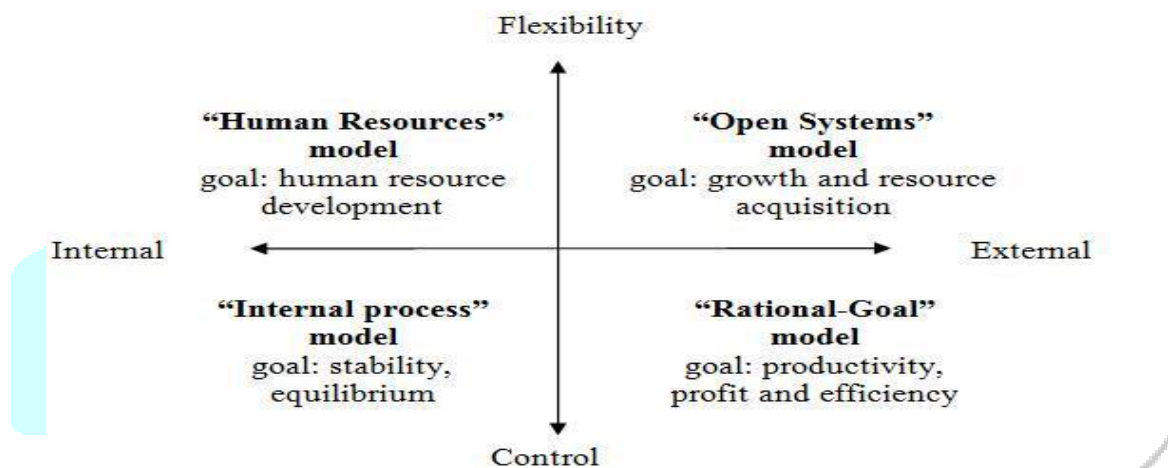 Flexibility
“Human Resources”
model
goal: human resource
development
“Open Systems”
model
goal: growth and resource
acquisition
Internal
External
“Internal process”
model
goal: stability,
equilibrium
“Rational-Goal”
model
goal: productivity,
profit and efficiency
Control